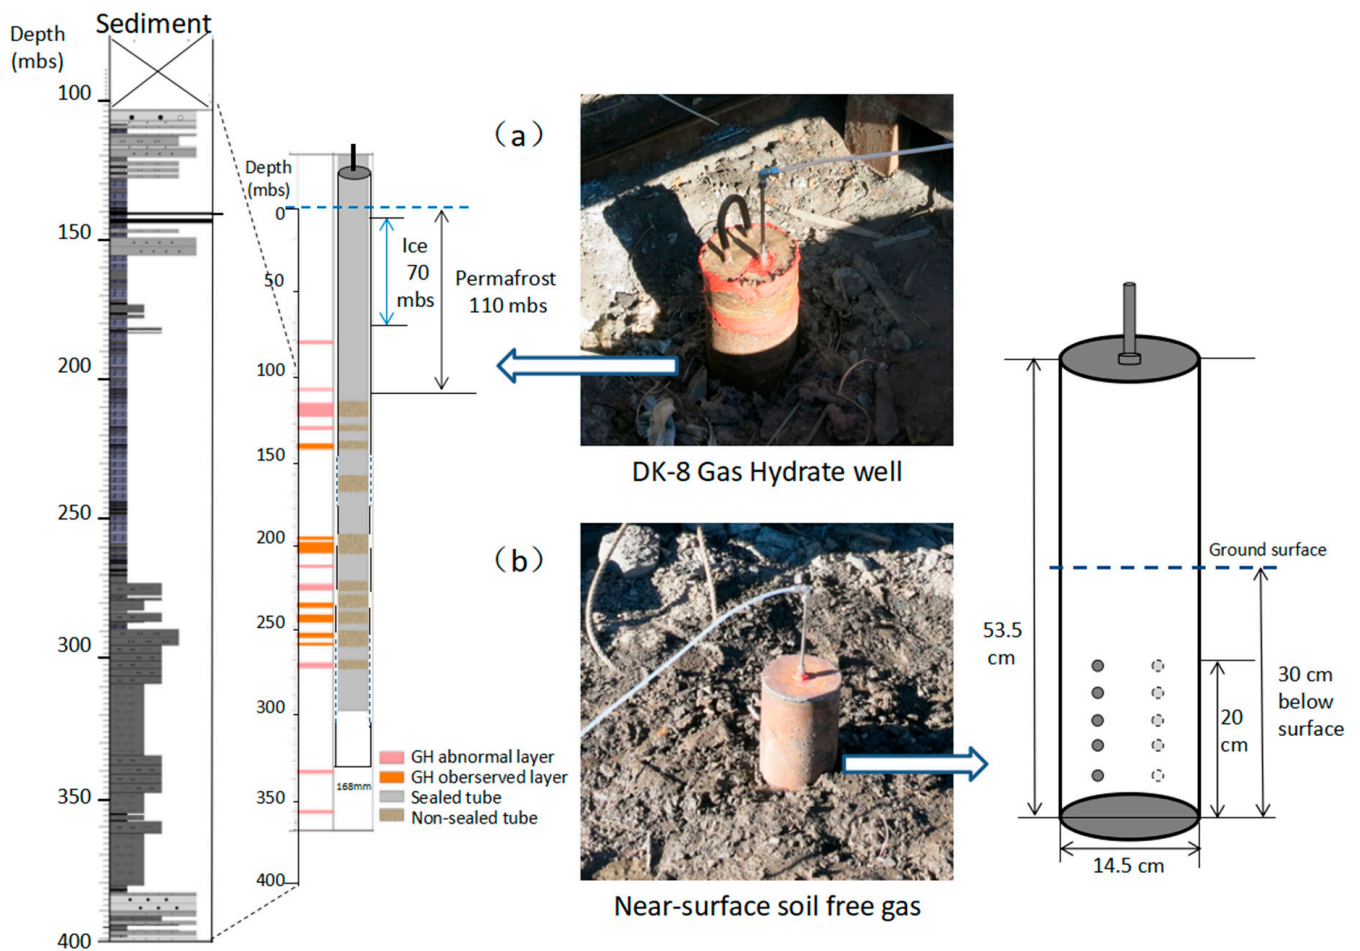 Sediment
Depth
(mbs)
100
150
200
250
300
350
400
Depth
(mbs)
0
50
100
150
200
250
300
350
400
Ice
70
mbs
Permafrost
110 mbs
168mm
GH abnormal layer
GH oberserved layer
Sealed tube
Non-sealed tube
(a)
DK-8 Gas Hydrate well
(b)
Near-surface soil free gas
Ground surface
53.5
cm
20
cm
30 cm
below
surface
14.5 cm